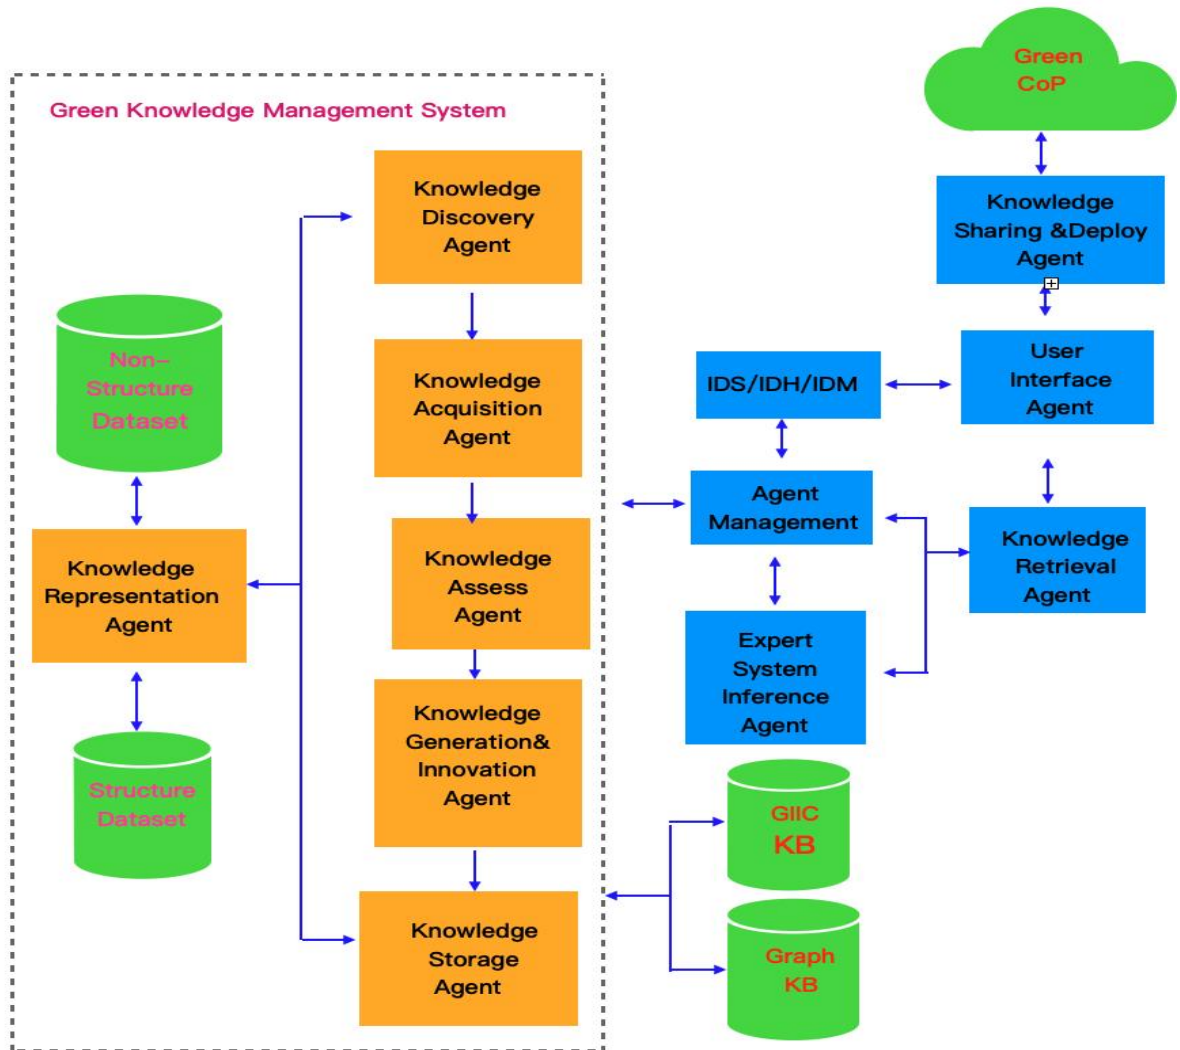 Green Knowledge Management System
Knowledge
Discovery
Agent
Knowledge
Acquisition
Agent
Knowledge
Assess
Agent
Knowledge
Generation&
Innovation
Agent
Knowledge
Storage
Agent
Non-
Structure
Dataset
Knowledge
Representation
Agent
Structure
Dataset
Green
CoP
Knowledge
Sharing &Deploy
Agent
User
Interface
Agent
IDS/IDH/IDM
Agent
Management
Knowledge
Retrieval
Agent
Expert
System
Inference
Agent
GIIC
KB
Graph
KB